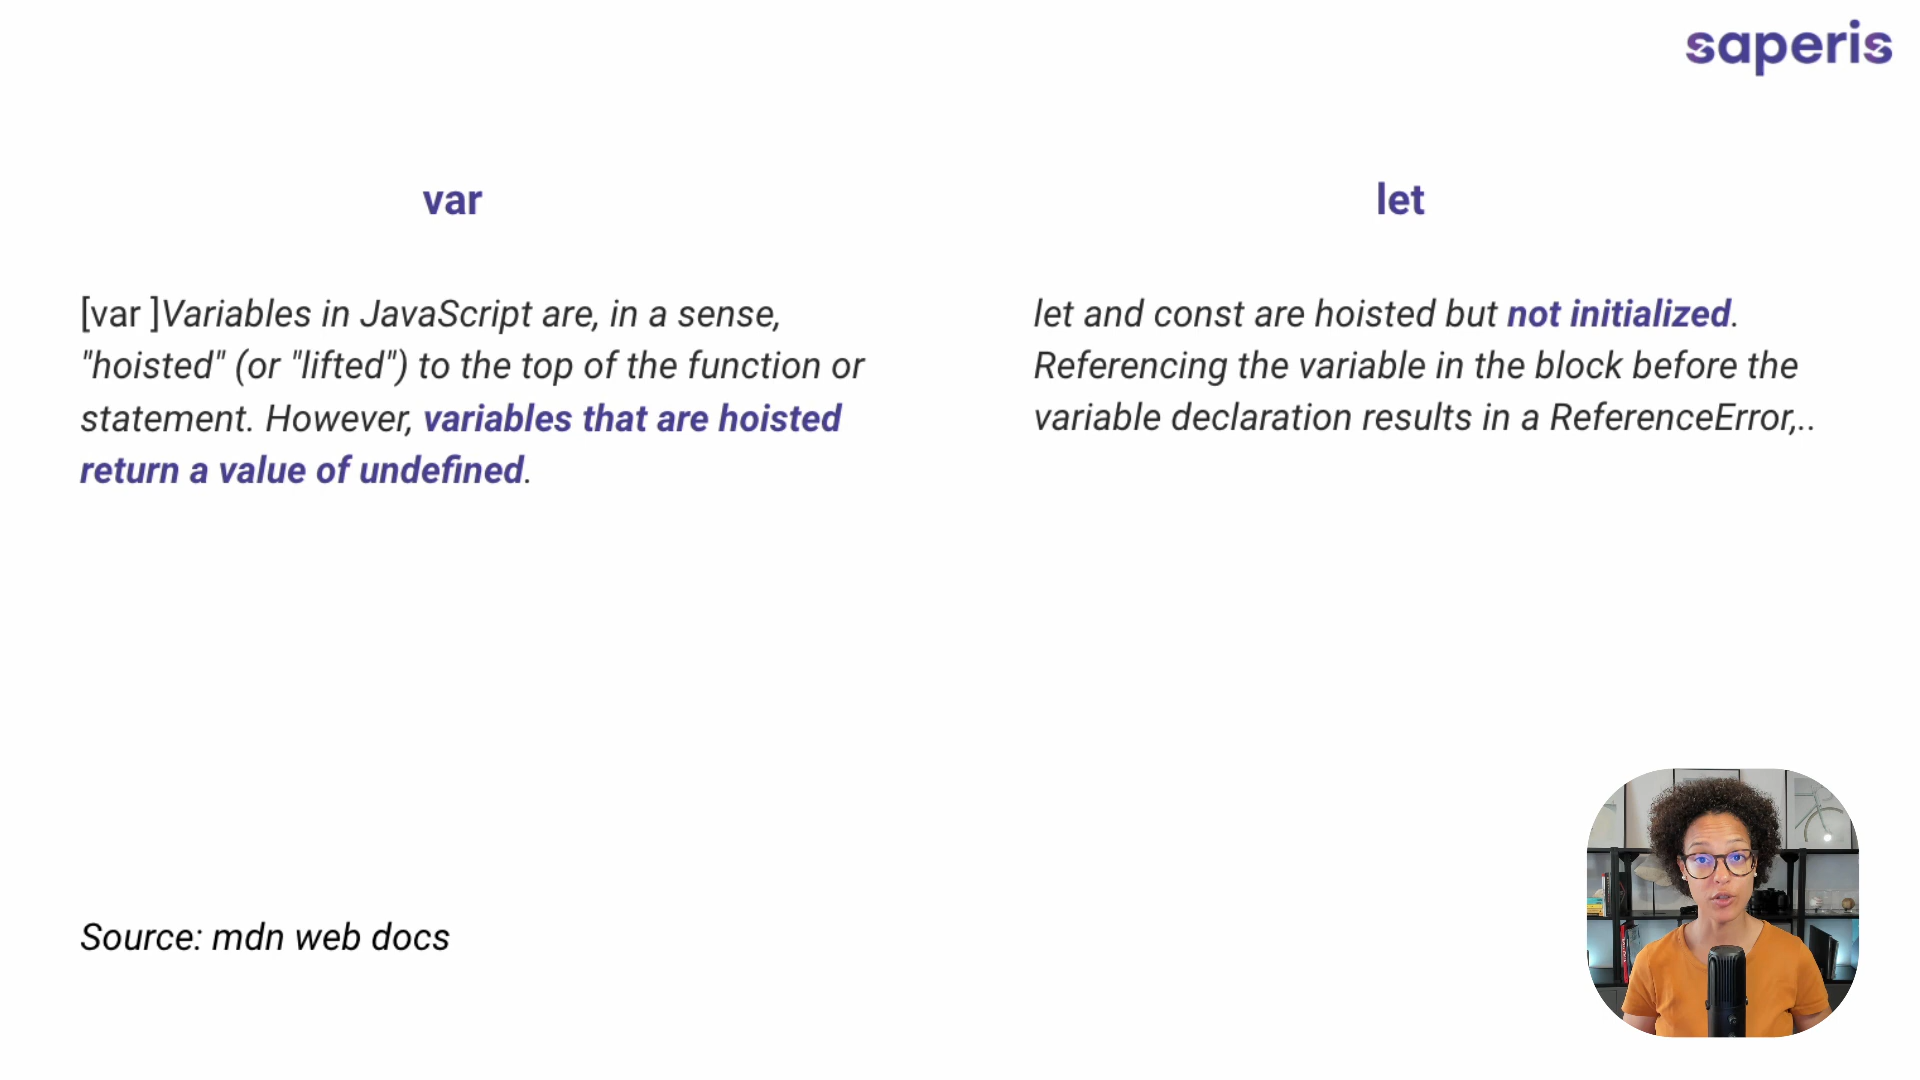 saperis
var
[var ]Variables in JavaScript are, in a sense,
"hoisted" (or "lifted") to the top of the function or
statement. However, variables that are hoisted
return a value of undefined.
let
let and const are hoisted but not initialized.
Referencing the variable in the block before the
variable declaration results in a ReferenceError,..
Source: mdn web docs